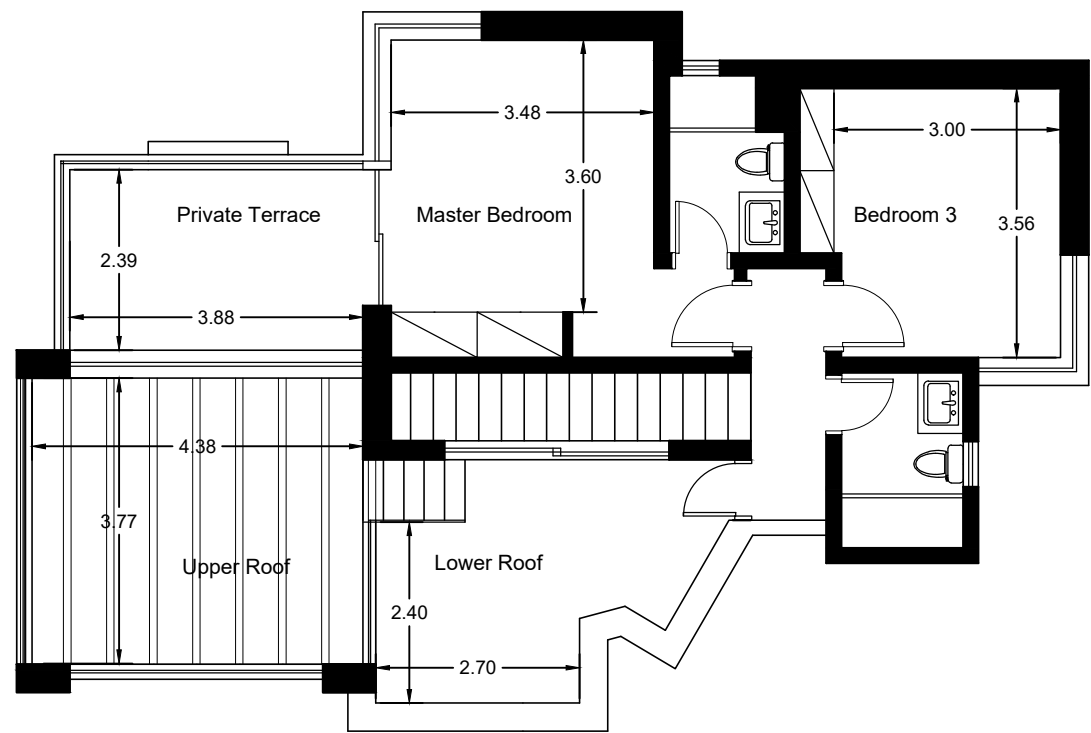 3.48
3.00
3.60
Private Terrace
Master Bedroom
Bedroom 3
3.56
2.39
3.88
4.38
3.77
Upper Roof
Lower Roof
2.40
2.70